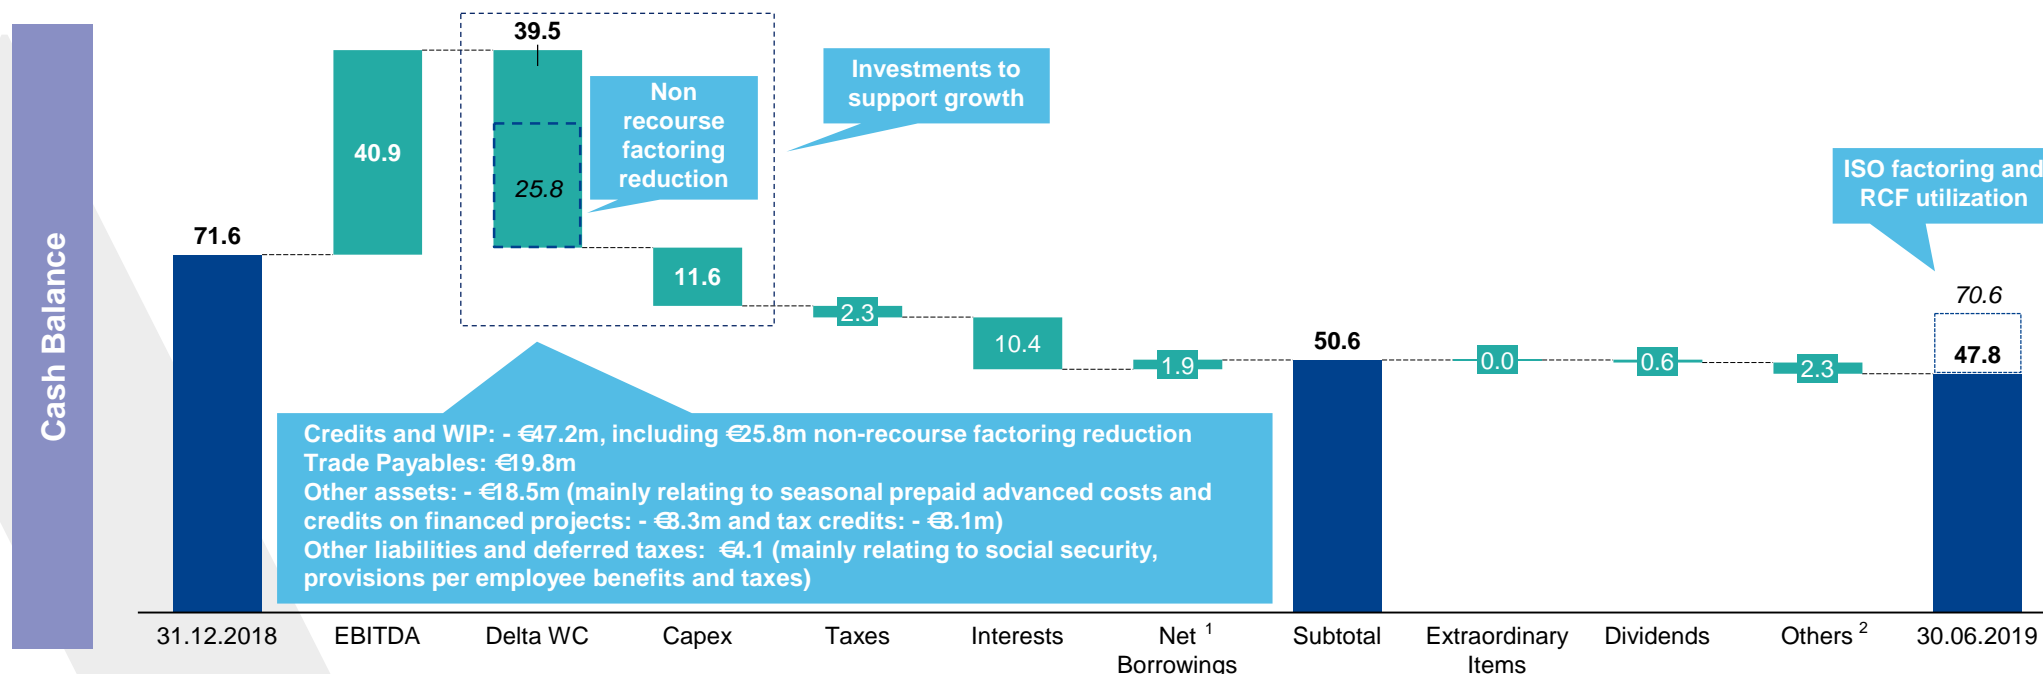 Cash Balance
39.5
Non
recourse
factoring
reduction
Investments to
support growth
40.9
25.8
ISO factoring and
RCF utilization
71.6
11.6
2.3
10.4
1.9
50.6
0.0
0.6
2.3
70.6
47.8
Credits and WIP: - €47.2m, including €25.8m non-recourse factoring reduction
Trade Payables: €19.8m
Other assets: - €18.5m (mainly relating to seasonal prepaid advanced costs and
credits on financed projects: - €8.3m and tax credits: - €8.1m)
Other liabilities and deferred taxes: €4.1 (mainly relating to social security,
provisions per employee benefits and taxes)
31.12.2018
EBITDA
Delta WC
Capex
Taxes
Interests
Net 1
Borrowings
Subtotal
Extraordinary
Items
Dividends
Others 2
30.06.2019